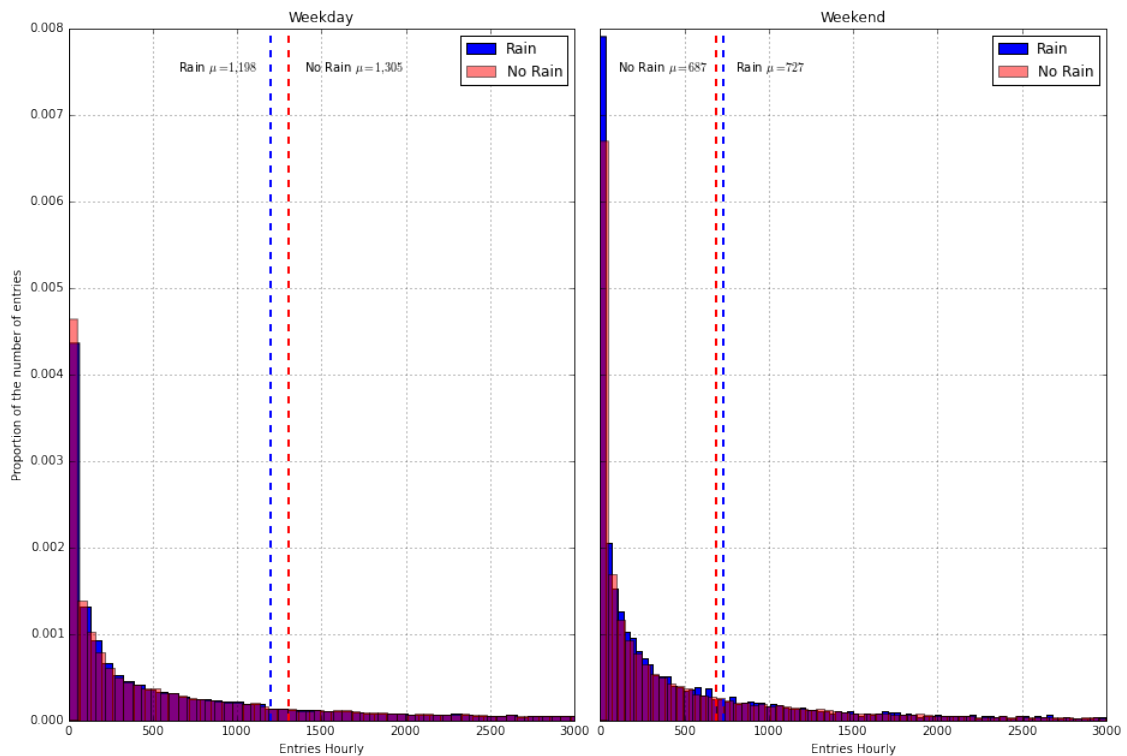 Weekday
Weekend
0.008
0.007
0.006
0.005
0.004
0.003
0.002
0.001
0.000
Proportion of the number of entries
Rain μ=1,198
No Rain μ=1,305
Rain
No Rain
No Rain μ=687
Rain μ=727
Rain
No Rain
0 500 1000 1500 2000 2500 3000
0 500 1000 1500 2000 2500 3000
Entries Hourly
Entries Hourly